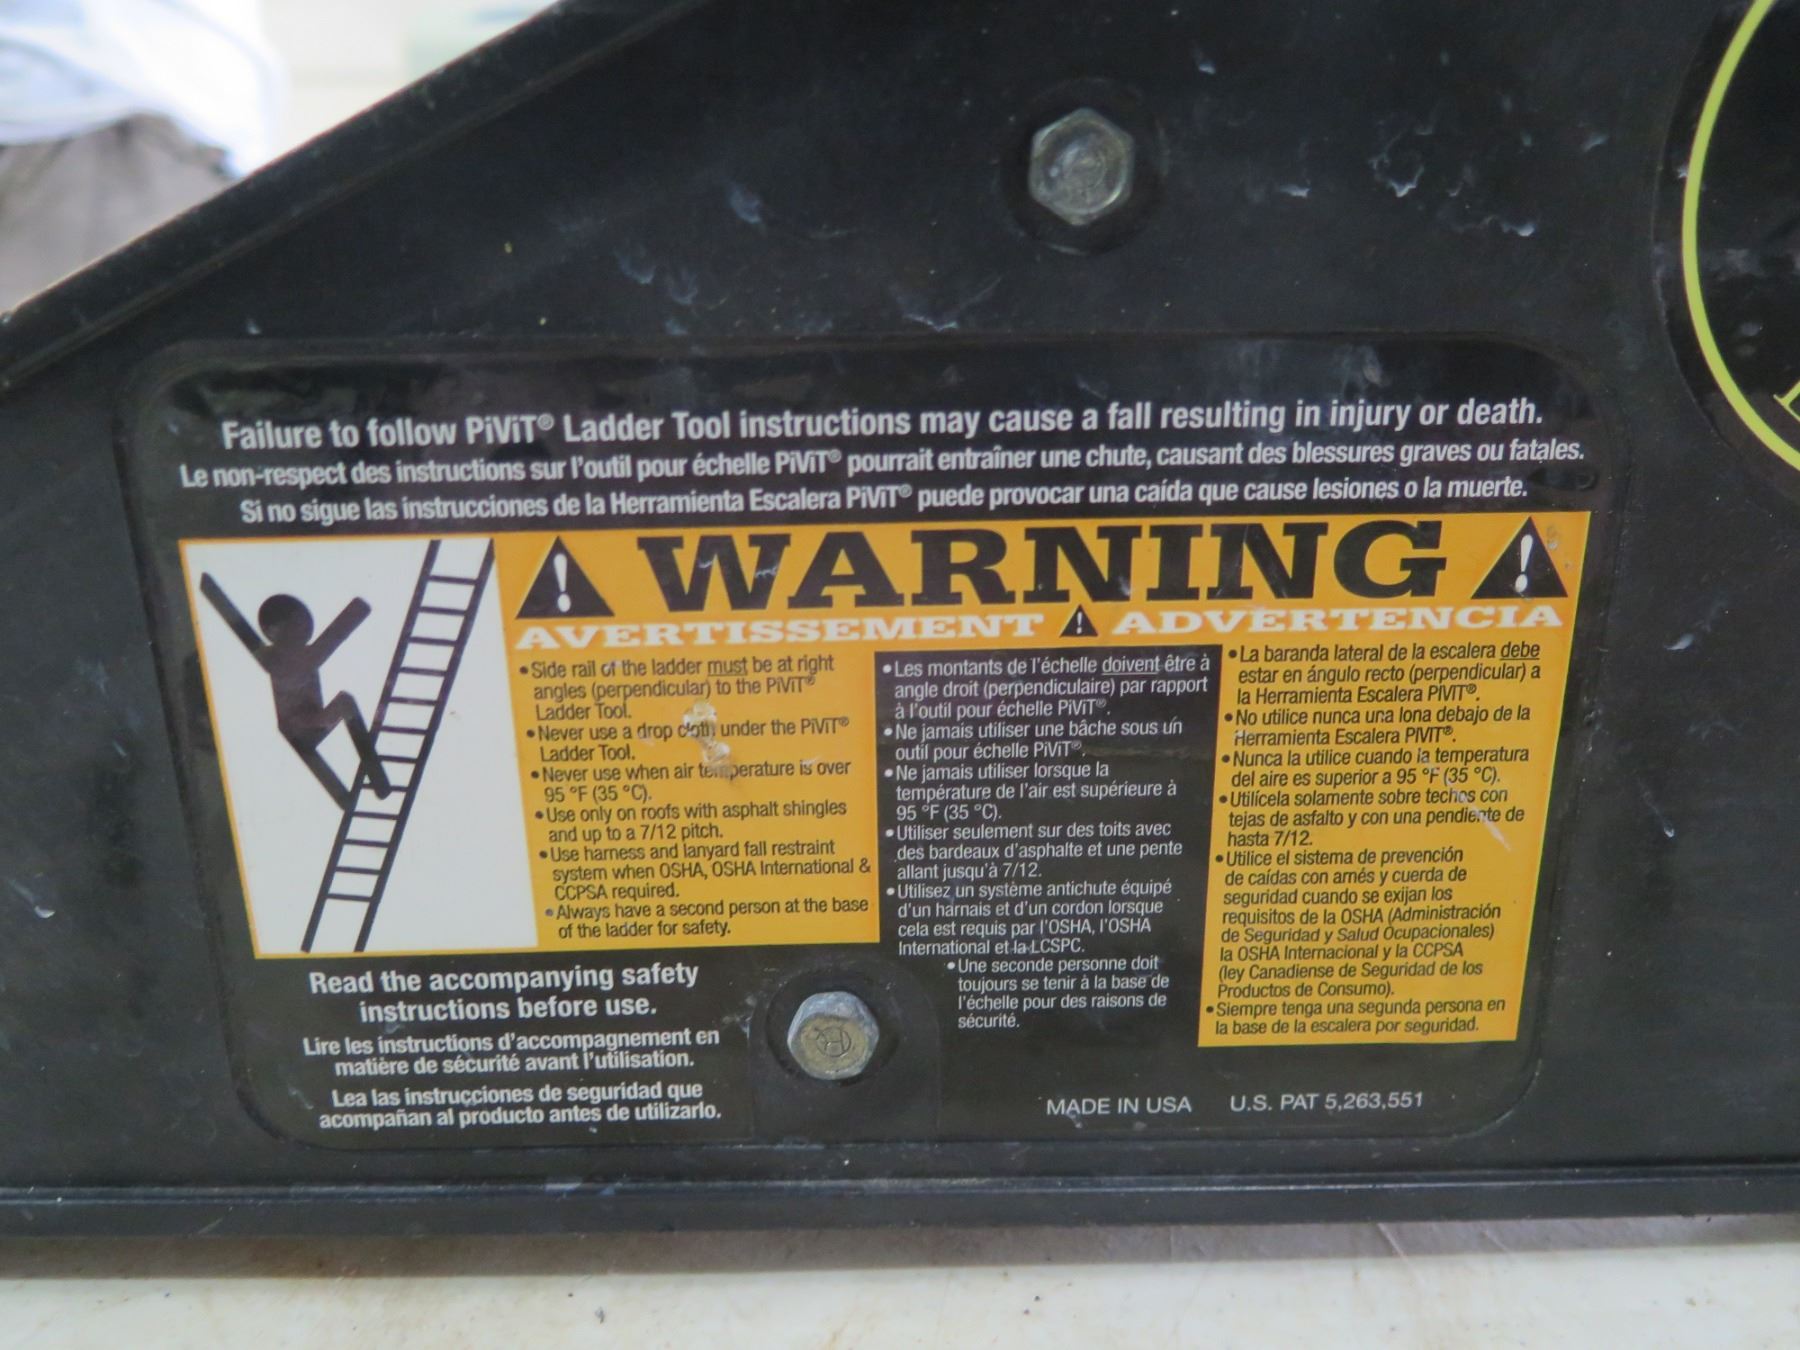 Failure to follow PiViT® Ladder Tool instructions may cause a fall resulting in injury or death.
Le non-respect des instructions sur l'outil pour échelle PiViT® pourrait entraîner une chute, causant des blessures graves ou fatales.
Si no sigue las instrucciones de la Herramienta Escalera PiViT® puede provocar una caída que cause lesiones o la muerte.
WARNING
AVERTISSEMENT ADVERTENCIA
• Side rail of the ladder must be at right
angles (perpendicular) to the PiViT®
Ladder Tool.
• Never use a drop cloth under the PiViT®
Ladder Tool.
• Never use when air temperature is over
95 °F (35 °C).
• Use only on roofs with asphalt shingles
and up to a 7/12 pitch.
• Use harness and lanyard fall restraint
system when OSHA, OSHA International &
CCPSA required.
• Always have a second person at the base
of the ladder for safety.
• Les montants de l'échelle doivent être à
angle droit (perpendiculaire) par rapport
à l'outil pour échelle PiViT®.
• Ne jamais utiliser une bâche sous un
outil pour échelle PiViT®.
• Ne jamais utiliser lorsque la
température de l'air est supérieure à
95 °F (35 °C).
• Utiliser seulement sur des toits avec
des bardeaux d'asphalte et une pente
allant jusqu'à 7/12.
• Utilisez un système antichute équipé
d'un harnais et d'un cordon lorsque
cela est requis par l'OSHA, l'OSHA
International et la LCSPC.
• Une seconde personne doit
toujours se tenir à la base de
l'échelle pour des raisons de
sécurité.
• La baranda lateral de la escalera debe
estar en ángulo recto (perpendicular) a
la Herramienta Escalera PIVIT®.
• No utilice nunca una lona debajo de la
Herramienta Escalera PIVIT®.
• Nunca la utilice cuando la temperatura
del aire es superior a 95 °F (35 °C).
• Utilícela solamente sobre techos con
tejas de asfalto y con una pendiente de
hasta 7/12.
• Utilice el sistema de prevención
de caídas con arnés y cuerda de
seguridad cuando se exijan los
requisitos de la OSHA (Administración
de Seguridad y Salud Ocupacionales)
la OSHA Internacional y la CCPSA
(ley Canadiense de Seguridad de los
Productos de Consumo).
• Siempre tenga una segunda persona en
la base de la escalera por seguridad.
Read the accompanying safety
instructions before use.
Lire les instructions d'accompagnement en
matière de sécurité avant l'utilisation.
Lea las instrucciones de seguridad que
acompañan al producto antes de utilizarlo.
MADE IN USA U.S. PAT 5,263,551